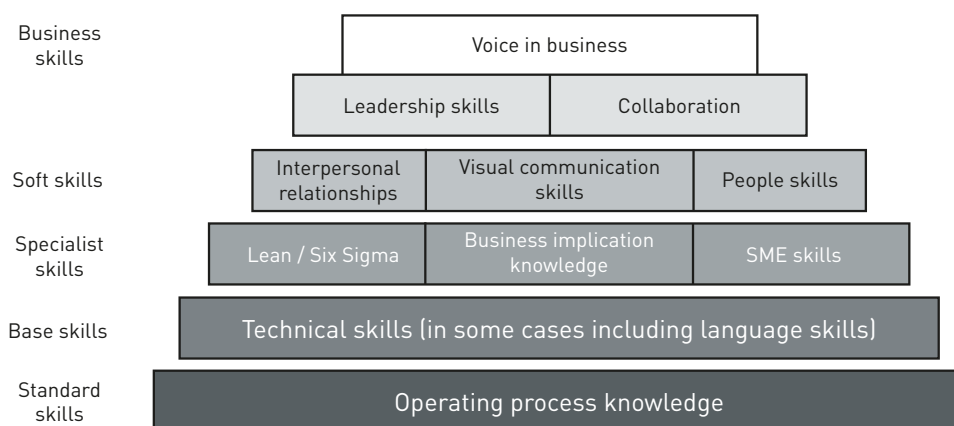 Business
skills
Voice in business
Leadership skills
Collaboration
Soft skills
Interpersonal
relationships
Visual communication
skills
People skills
Specialist
skills
Lean / Six Sigma
Business implication
knowledge
SME skills
Base skills
Technical skills (in some cases including language skills)
Standard
skills
Operating process knowledge